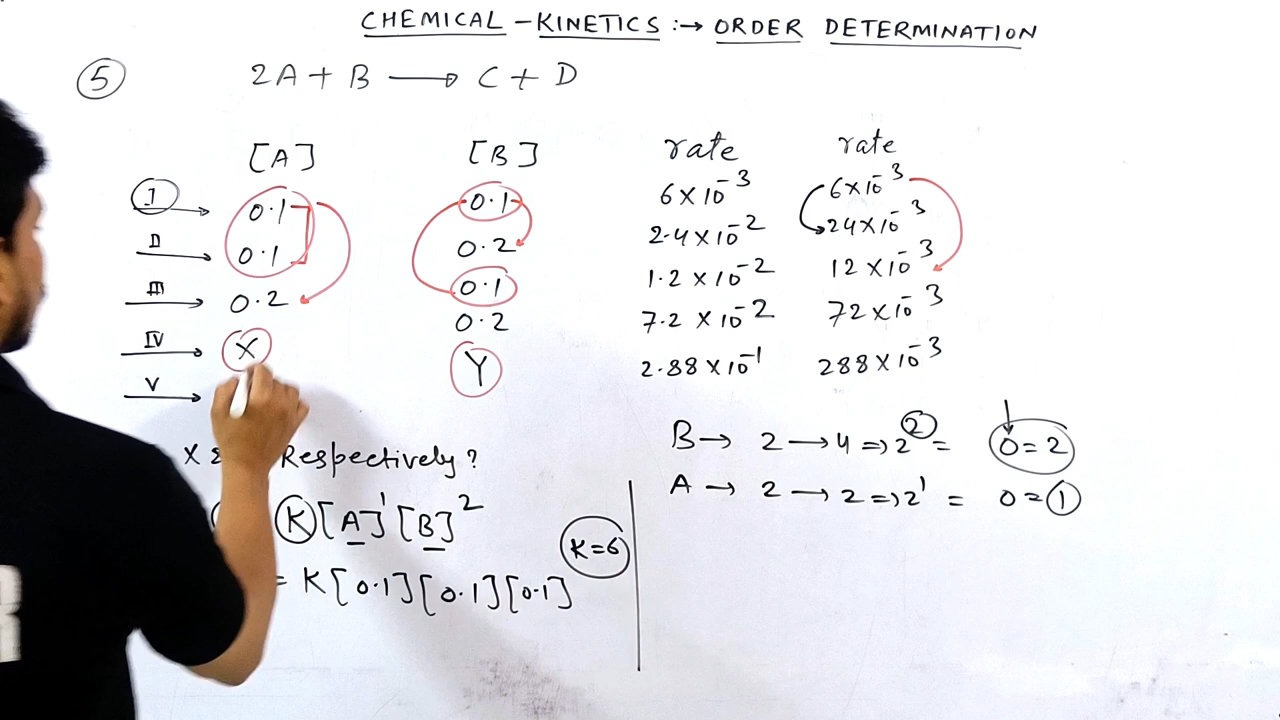 CHEMICAL - KINETICS :→ ORDER DETERMINATION
5 2A + B → C + D
[A] [B] rate rate
I 0.1 0.1 6×10⁻³ 6×10⁻³
II 0.1 0.2 2.4×10⁻² 24×10⁻³
III 0.2 0.1 1.2×10⁻² 12×10⁻³
IV X 0.2 7.2×10⁻² 72×10⁻³
V Y 2.88×10⁻¹ 288×10⁻³
B → 2 → 4 ⇒ 2² = 0=2
X Respectively?
A → 2 → 2 ⇒ 2¹ = 0=1
K[A]¹[B]²
K=6
= K[0.1][0.1][0.1]